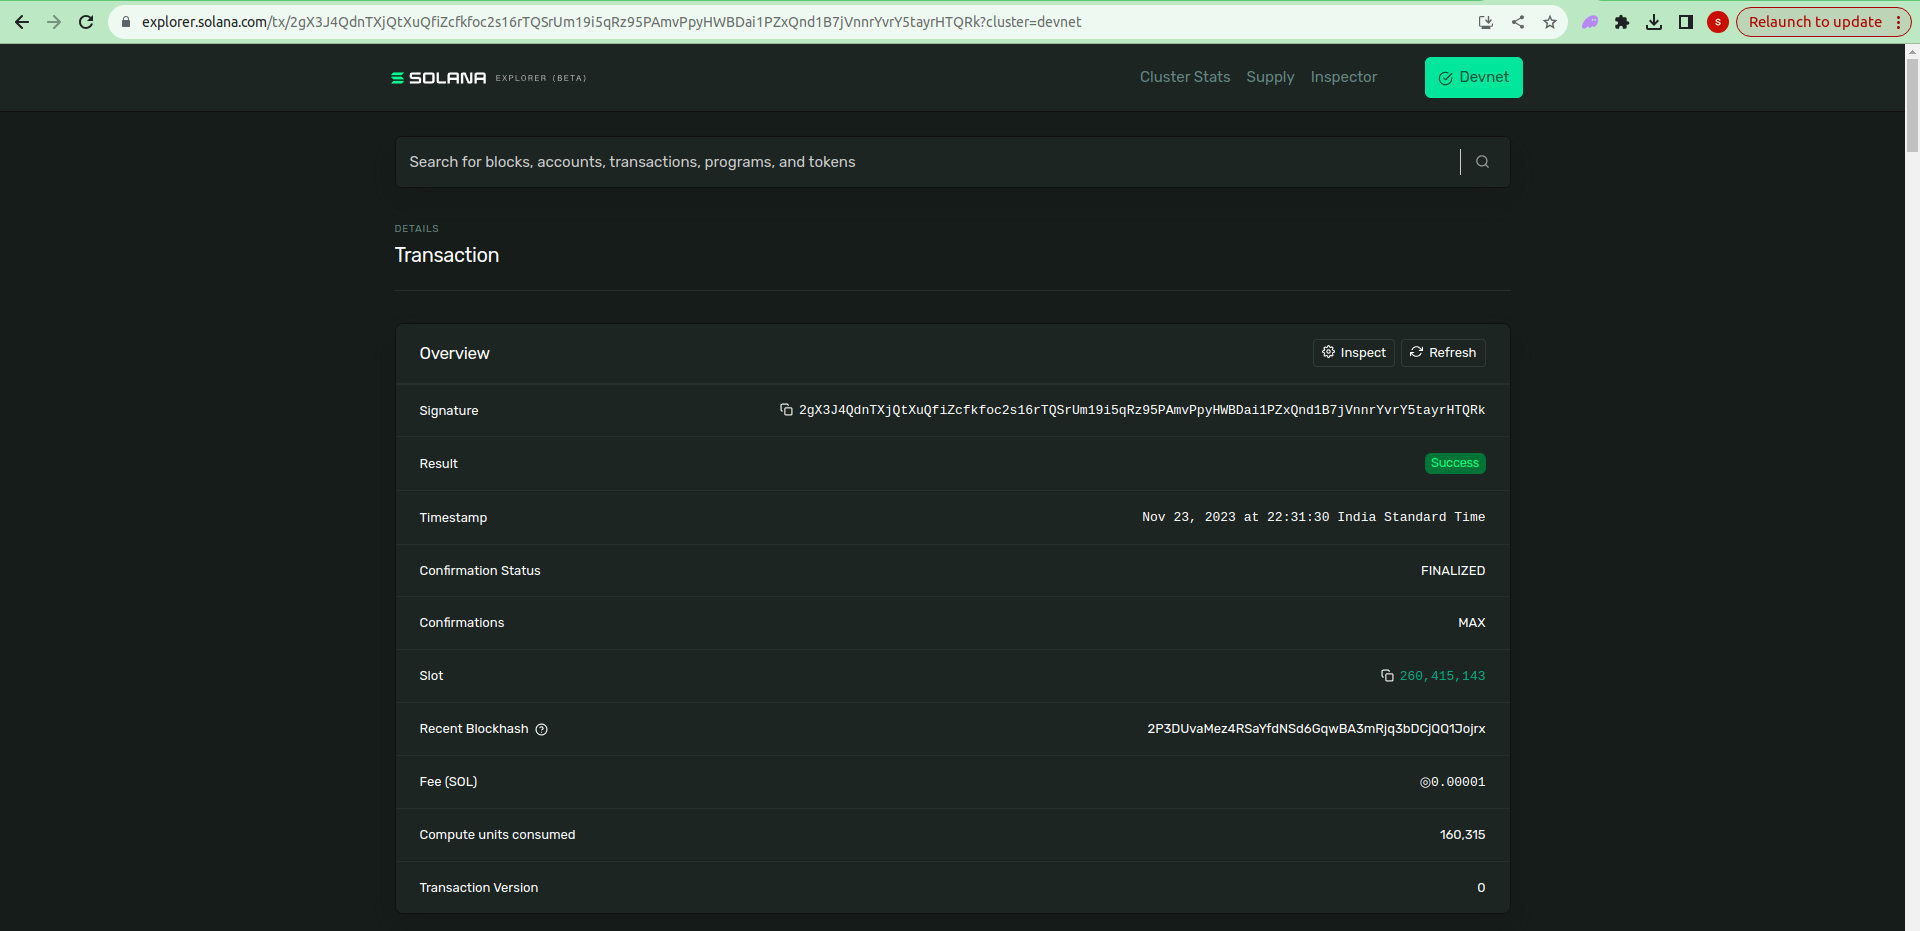 explorer.solana.com/tx/2gX3J4QdnTXjQtXuQfiZcfkfoc2s16rTQSrUm19i5qRz95PAmvPpyHWBDai1PZxQnd1B7jVnnrYvrY5tayrHTQRk?cluster=devnet
S
Relaunch to update
SOLANA EXPLORER (BETA)
Cluster Stats Supply Inspector Devnet
Search for blocks, accounts, transactions, programs, and tokens
DETAILS
Transaction
Overview Inspect Refresh
Signature 2gX3J4QdnTXjQtXuQfiZcfkfoc2s16rTQSrUm19i5qRz95PAmvPpyHWBDai1PZxQnd1B7jVnnrYvrY5tayrHTQRk
Result Success
Timestamp Nov 23, 2023 at 22:31:30 India Standard Time
Confirmation Status FINALIZED
Confirmations MAX
Slot 260,415,143
Recent Blockhash 2P3DUvaMez4RSaYfdNSd6GqwBA3mRjq3bDCjQQ1Jojrx
Fee (SOL) ◎0.00001
Compute units consumed 160,315
Transaction Version 0